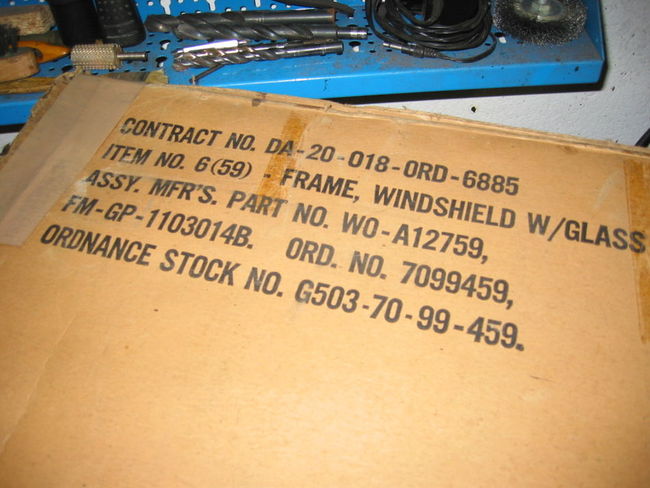 CONTRACT NO. DA-20-018-ORD-6885
ITEM NO. 6(59) - FRAME, WINDSHIELD W/GLASS
ASSY. MFR'S. PART NO. WO-A12759,
FM-GP-1103014B. ORD. NO. 7099459,
ORDNANCE STOCK NO. G503-70-99-459.